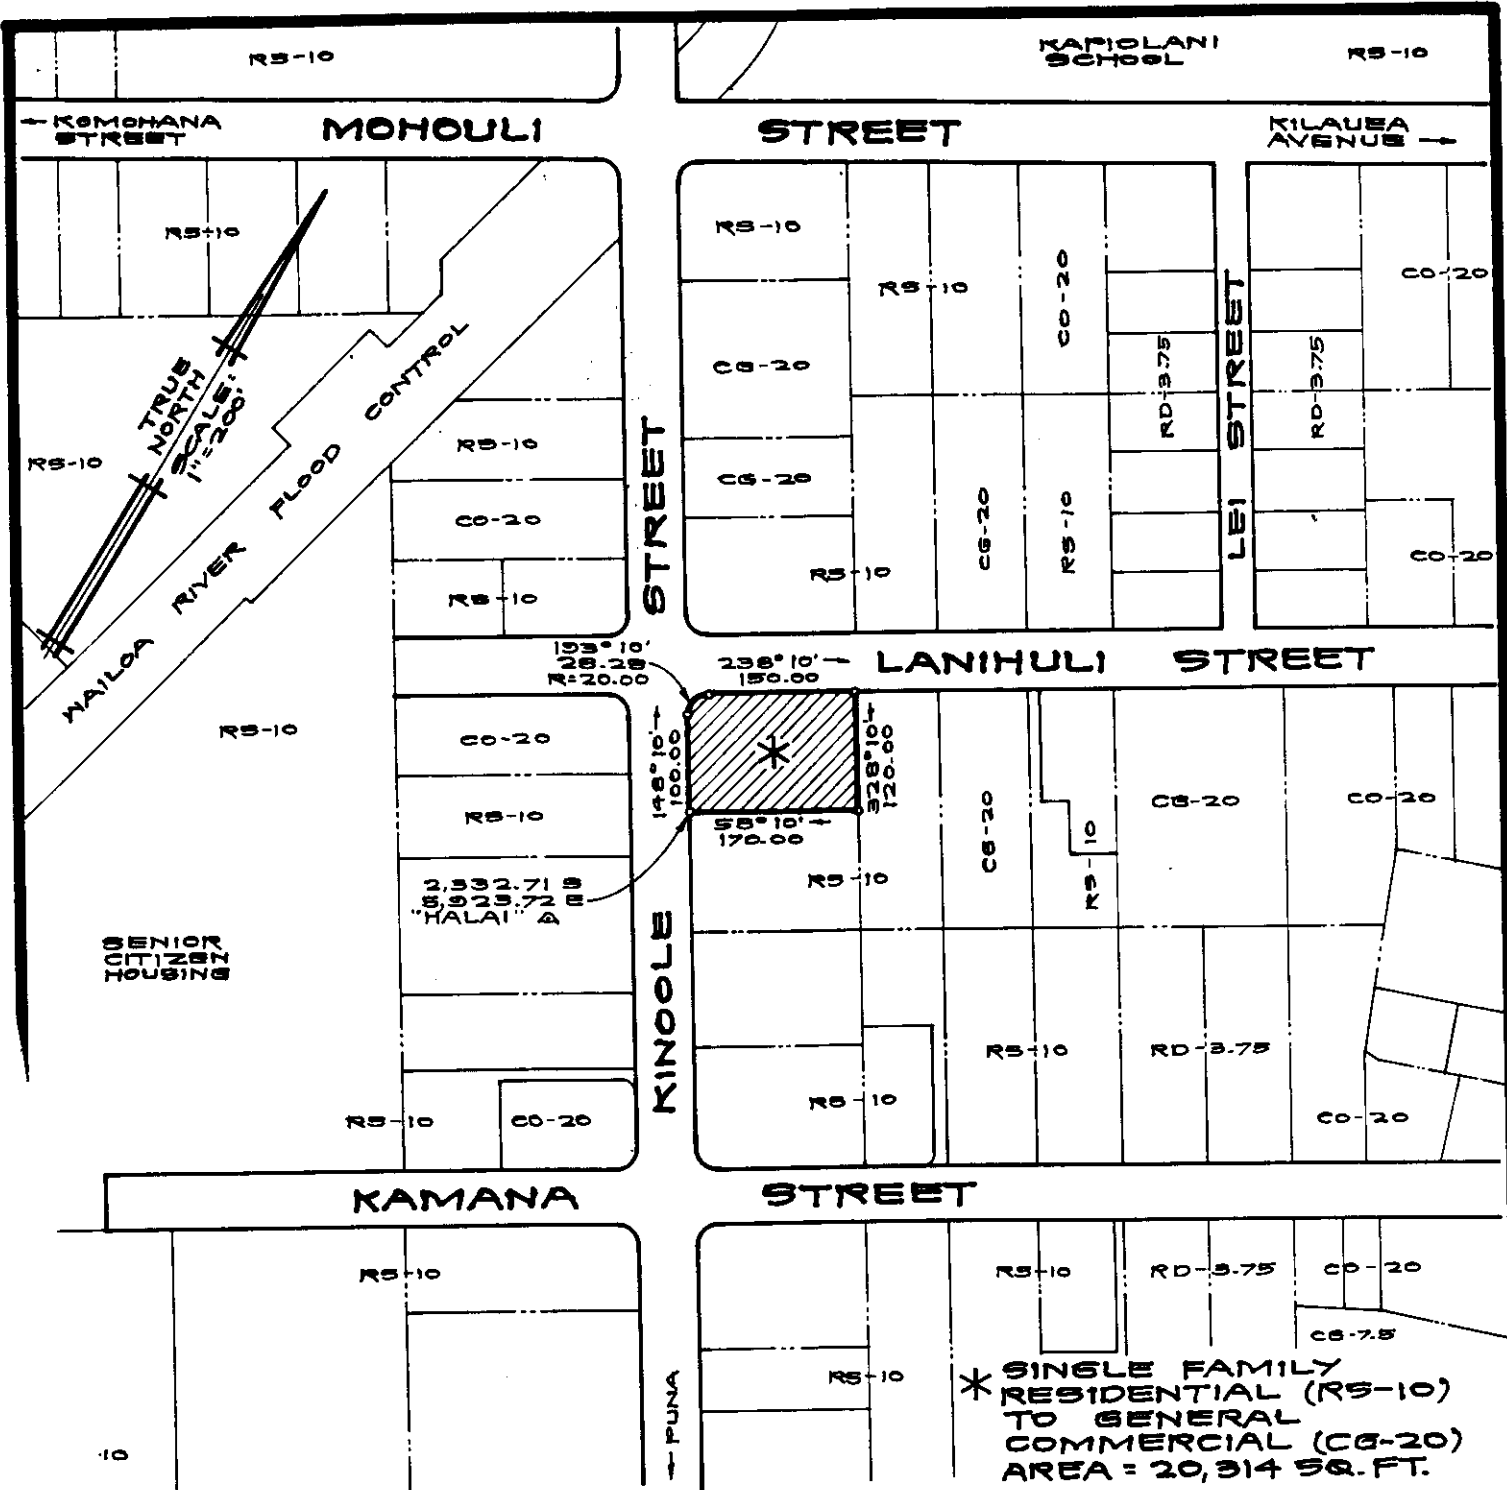 RS-10
KAPIOLANI
SCHOOL
RS-10
← KOMOHANA
STREET
MOHOULI STREET
KILAUEA
AVENUE →
RS-10
RS-10
RS-10
CO-20
CO-20
CG-20
RD-3.75
LEI STREET
RD-3.75
TRUE
NORTH
SCALE:
1"=200'
WAILOA RIVER FLOOD CONTROL
RS-10
RS-10
CG-20
CO-20
RS-10
CG-20
RS-10
RS-10
CO-20
KINOOLE STREET
193°10'
28.28
R=20.00
238°10' →
150.00
LANIHULI STREET
RS-10
CO-20
148°10' →
100.00
*
328°10' →
120.00
RS-10
58°10' ←
170.00
CG-20
RS-10
CG-20
CO-20
2,332.71 S
5,923.72 E
"HALAI" △
RS-10
SENIOR
CITIZEN
HOUSING
RS-10
RD-3.75
RS-10
CO-20
RS-10
CO-20
KAMANA STREET
RS-10
RS-10
RD-3.75
CO-20
CG-7.5
RS-10
← PUNA
-10
* SINGLE FAMILY
RESIDENTIAL (RS-10)
TO GENERAL
COMMERCIAL (CG-20)
AREA = 20,314 SQ. FT.